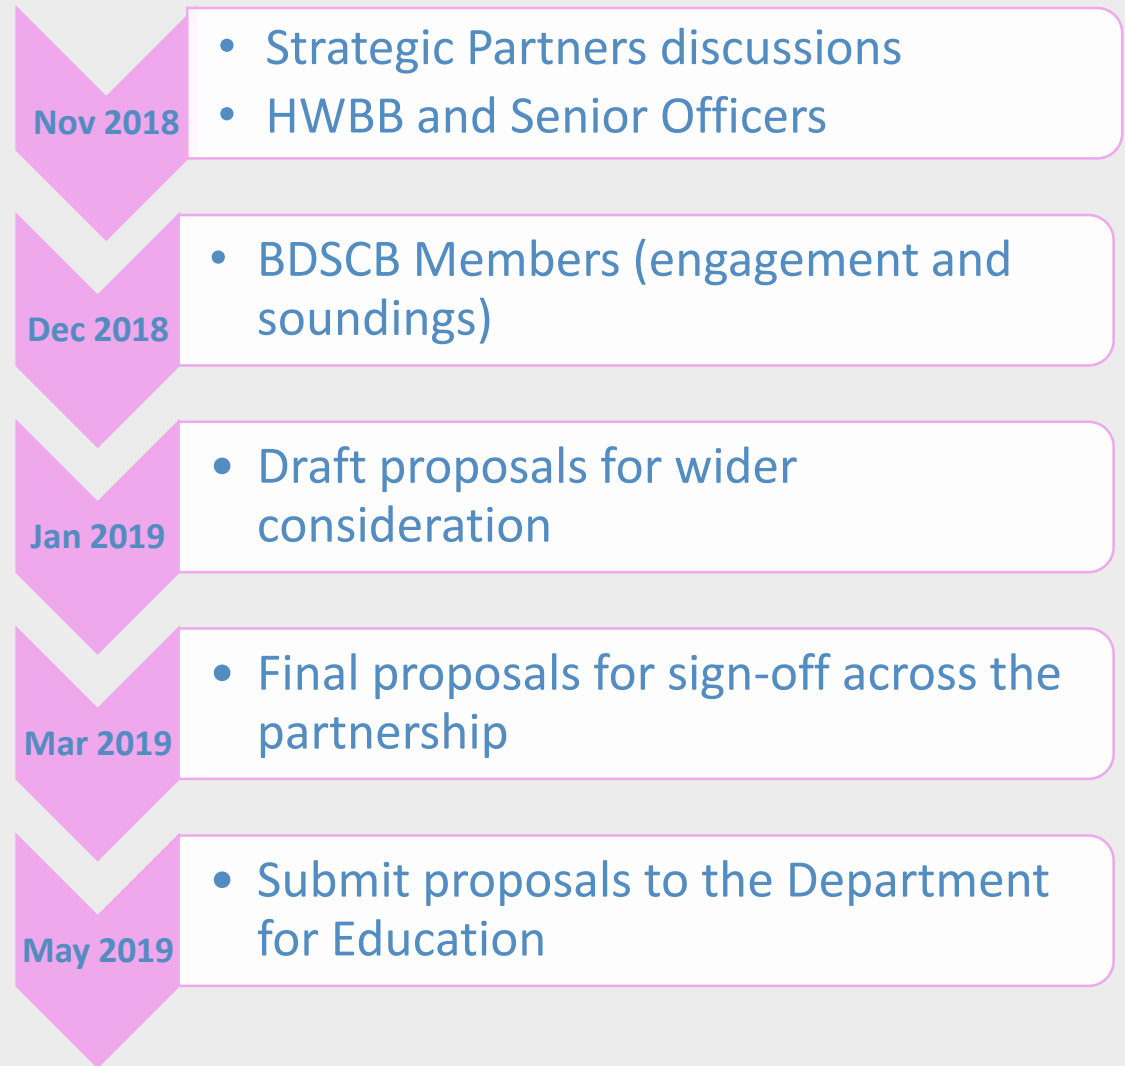 Nov 2018
• Strategic Partners discussions
• HWBB and Senior Officers
Dec 2018
• BDSCB Members (engagement and
soundings)
Jan 2019
• Draft proposals for wider
consideration
Mar 2019
• Final proposals for sign-off across the
partnership
May 2019
• Submit proposals to the Department
for Education